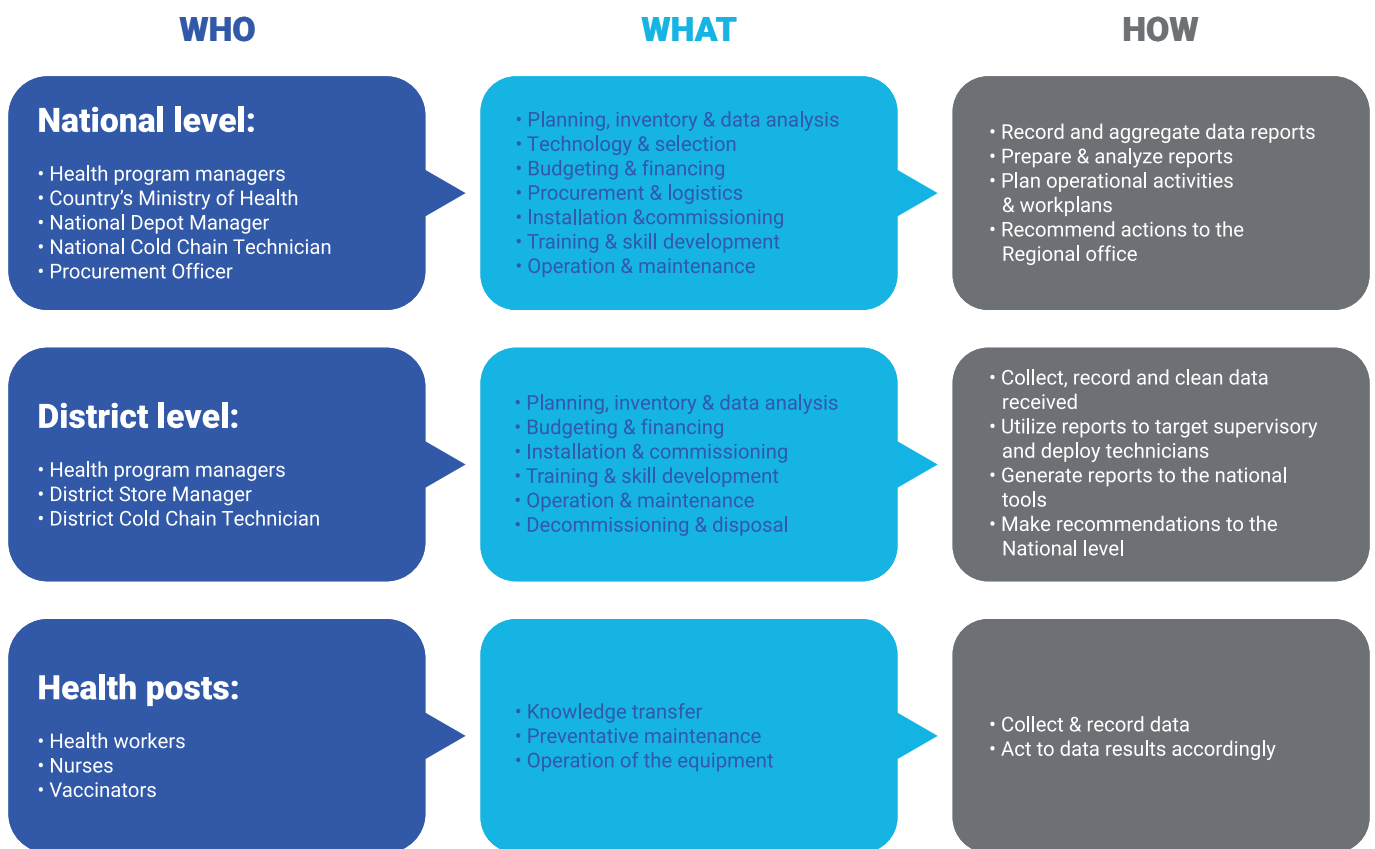 WHO
WHAT
HOW
National level:
• Health program managers
• Country's Ministry of Health
• National Depot Manager
• National Cold Chain Technician
• Procurement Officer
• Planning, inventory & data analysis
• Technology & selection
• Budgeting & financing
• Procurement & logistics
• Installation &commissioning
• Training & skill development
• Operation & maintenance
• Record and aggregate data reports
• Prepare & analyze reports
• Plan operational activities
& workplans
• Recommend actions to the
Regional office
District level:
• Health program managers
• District Store Manager
• District Cold Chain Technician
• Planning, inventory & data analysis
• Budgeting & financing
• Installation & commissioning
• Training & skill development
• Operation & maintenance
• Decommissioning & disposal
• Collect, record and clean data
received
• Utilize reports to target supervisory
and deploy technicians
• Generate reports to the national
tools
• Make recommendations to the
National level
Health posts:
• Health workers
• Nurses
• Vaccinators
• Knowledge transfer
• Preventative maintenance
• Operation of the equipment
• Collect & record data
• Act to data results accordingly